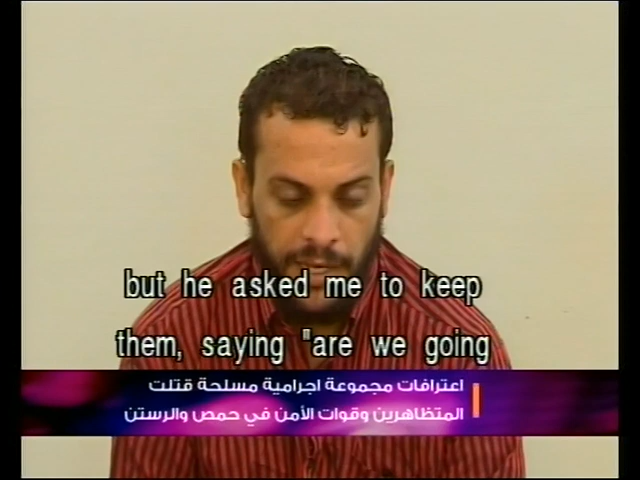 but he asked me to keep
them, saying "are we going
اعترافات مجموعة اجرامية مسلحة قتلت
المتظاهرين وقوات الأمن في حمص والرستن